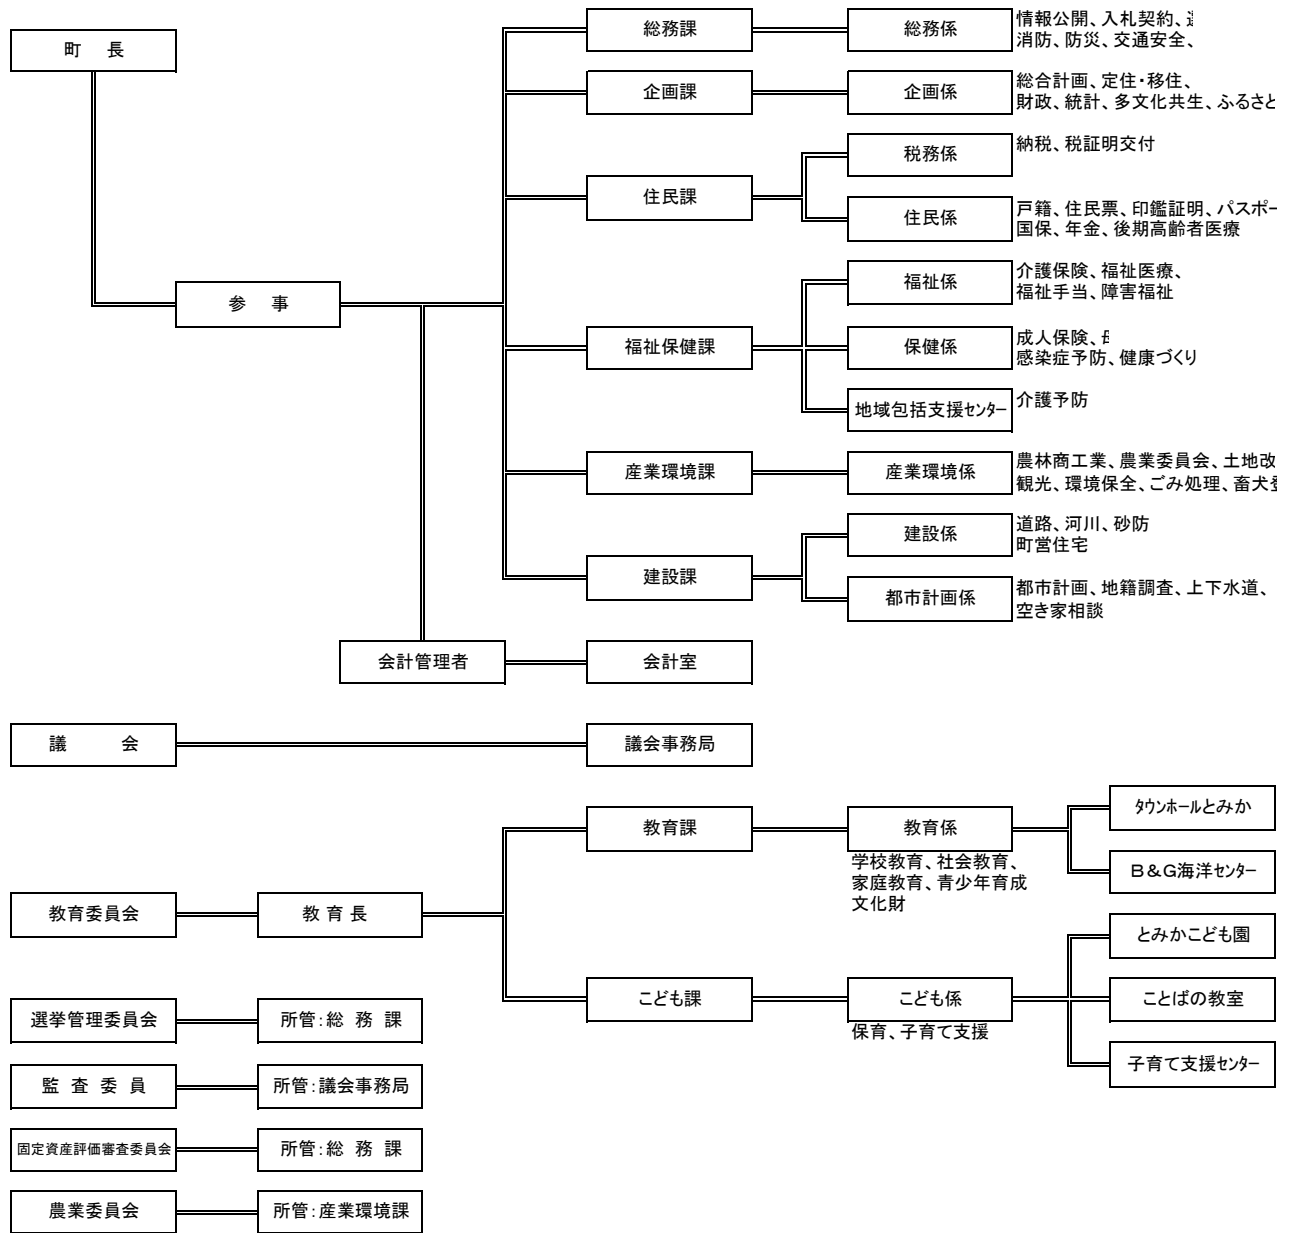 町 長
参 事
総務課
総務係
情報公開、入札契約、
消防、防災、交通安全、
企画課
企画係
総合計画、定住・移住、
財政、統計、多文化共生、ふるさと
住民課
税務係
納税、税証明交付
住民係
戸籍、住民票、印鑑証明、パスポー
国保、年金、後期高齢者医療
福祉保健課
福祉係
介護保険、福祉医療、
福祉手当、障害福祉
保健係
成人保険、
感染症予防、健康づくり
地域包括支援センター
介護予防
産業環境課
産業環境係
農林商工業、農業委員会、土地改
観光、環境保全、ごみ処理、畜犬
建設課
建設係
道路、河川、砂防
町営住宅
都市計画係
都市計画、地籍調査、上下水道、
空き家相談
会計管理者
会計室
議 会
議会事務局
教育委員会
教 育 長
教育課
教育係
学校教育、社会教育、
家庭教育、青少年育成
文化財
タウンホールとみか
B&G海洋センター
こども課
こども係
保育、子育て支援
とみかこども園
ことばの教室
子育て支援センター
選挙管理委員会
所管：総 務 課
監 査 委 員
所管：議会事務局
固定資産評価審査委員会
所管：総 務 課
農業委員会
所管：産業環境課